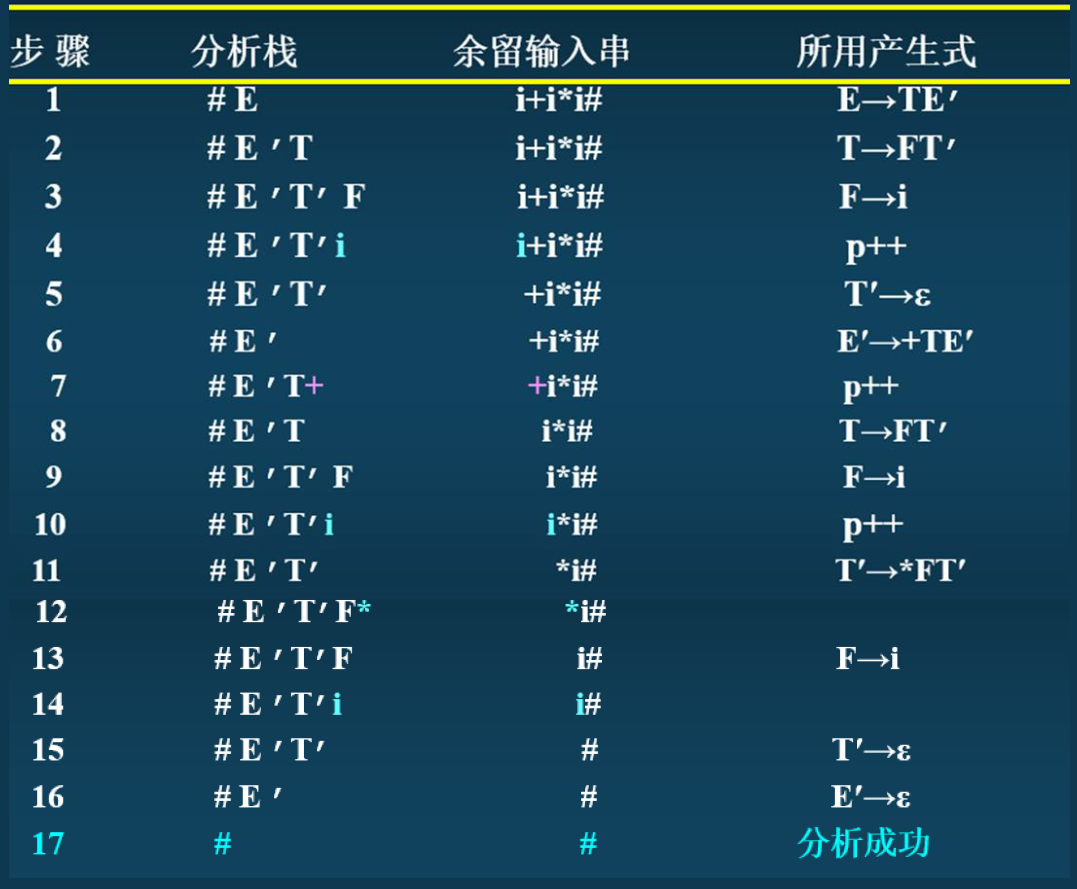 步 骤 分析栈 余留输入串 所用产生式
1 # E i+i*i# E→TE′
2 # E ′T i+i*i# T→FT′
3 # E ′T′ F i+i*i# F→i
4 # E ′T′i i+i*i# p++
5 # E ′T′ +i*i# T′→ε
6 # E ′ +i*i# E′→+TE′
7 # E ′T+ +i*i# p++
8 # E ′T i*i# T→FT′
9 # E ′T′ F i*i# F→i
10 # E ′T′i i*i# p++
11 # E ′T′ *i# T′→*FT′
12 # E ′T′F* *i#
13 # E ′T′F i# F→i
14 # E ′T′i i#
15 # E ′T′ # T′→ε
16 # E ′ # E′→ε
17 # # 分析成功